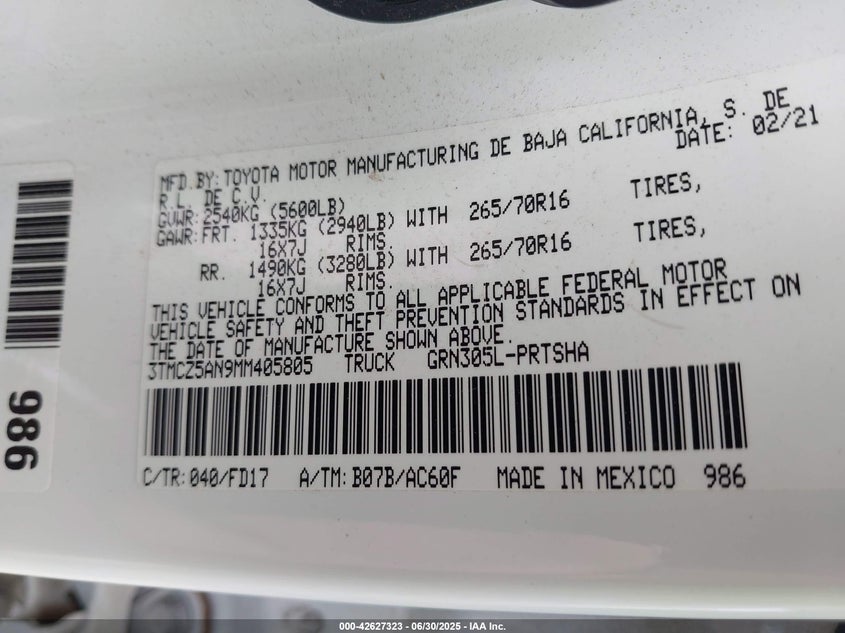 MFD.BY:TOYOTA MOTOR MANUFACTURING DE BAJA CALIFORNIA, S. DE
R.L. DE C.V. DATE: 02/21
GVWR:2540KG (5600LB)
GAWR:FRT. 1335KG (2940LB) WITH 265/70R16 TIRES,
16X7J RIMS.
RR. 1490KG (3280LB) WITH 265/70R16 TIRES,
16X7J RIMS.
THIS VEHICLE CONFORMS TO ALL APPLICABLE FEDERAL MOTOR
VEHICLE SAFETY AND THEFT PREVENTION STANDARDS IN EFFECT ON
THE DATE OF MANUFACTURE SHOWN ABOVE.
3TMCZ5AN9MM405805 TRUCK GRN305L-PRTSHA
C/TR:040/FD17 A/TM:B07B/AC60F MADE IN MEXICO 986
986
000-42627323 - 06/30/2025 - IAA Inc.